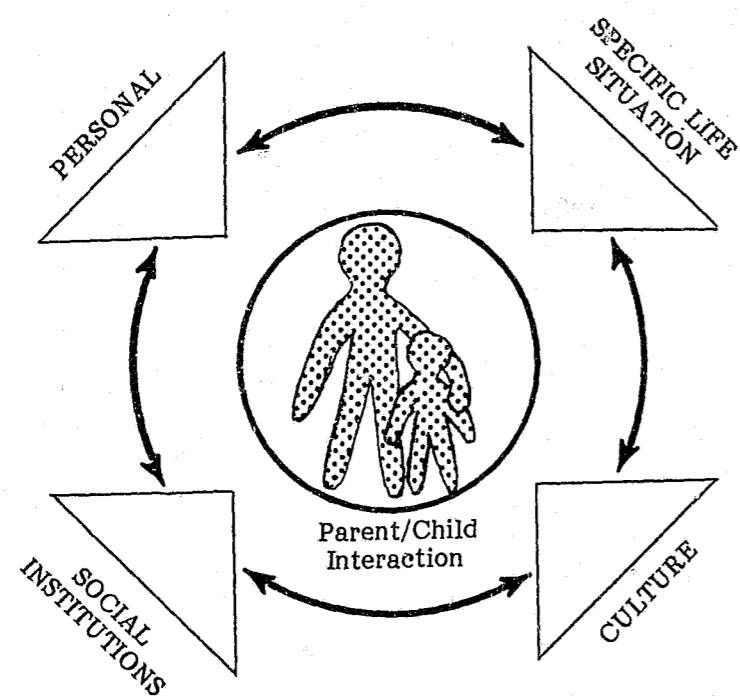 PERSONAL
SPECIFIC LIFE
SITUATION
Parent/Child
Interaction
SOCIAL
INSTITUTIONS
CULTURE